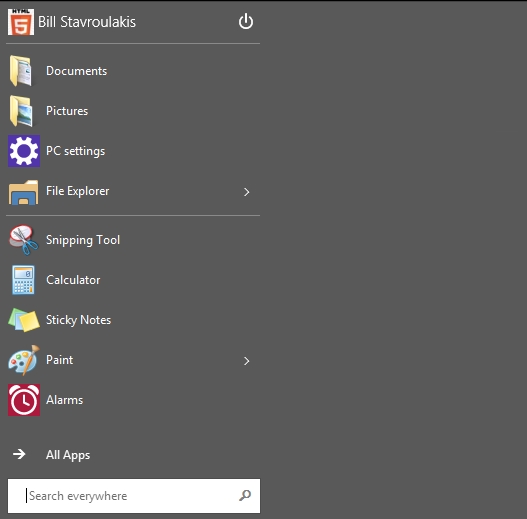 HTML
5
Bill Stavroulakis
Documents
Pictures
PC settings
File Explorer
Snipping Tool
Calculator
Sticky Notes
Paint
Alarms
All Apps
Search everywhere